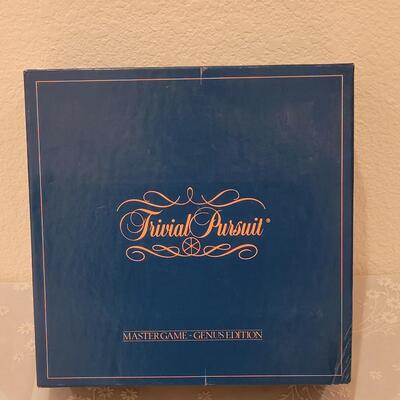 Trivial Pursuit®
MASTER GAME - GENUS EDITION